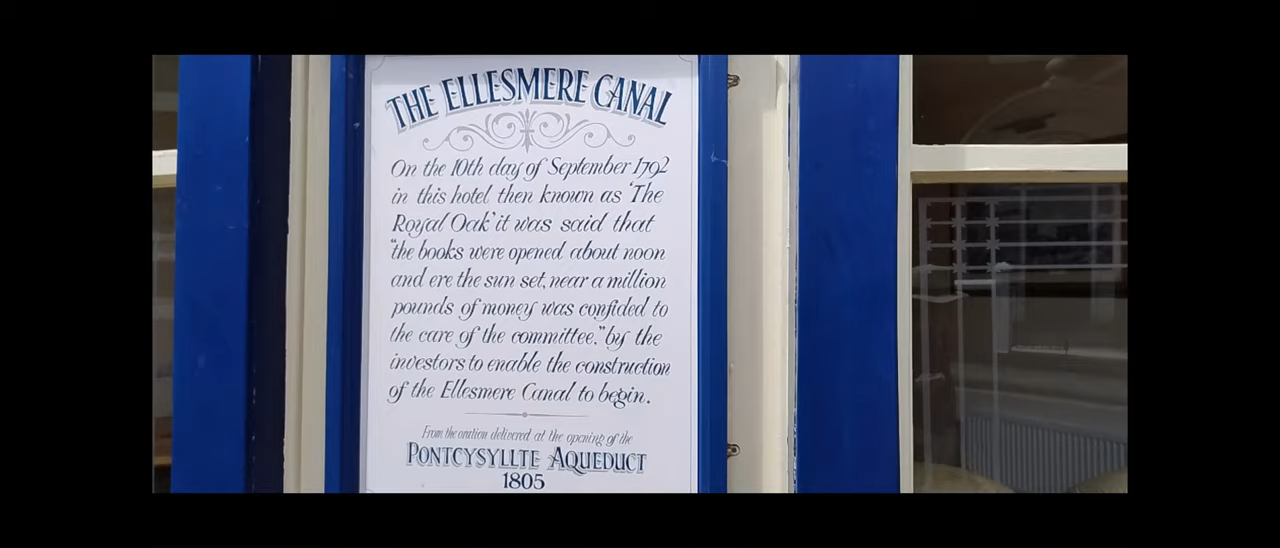 THE ELLESMERE CANAL
On the 10th day of September 1792
in this hotel then known as 'The
Royal Oak' it was said that
"the books were opened about noon
and ere the sun set, near a million
pounds of money was confided to
the care of the committee." by the
investors to enable the construction
of the Ellesmere Canal to begin.
From the oration delivered at the opening of the
PONTCYSYLLTE AQUEDUCT
1805